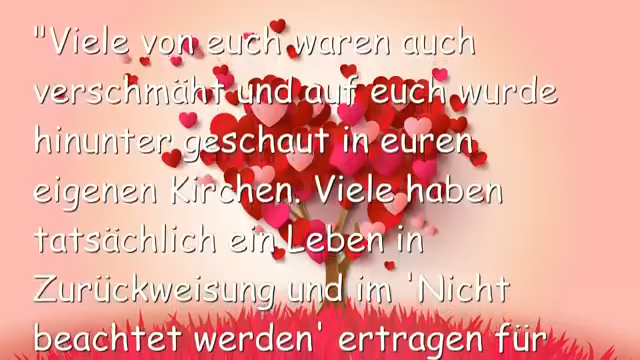 "Viele von euch waren auch
verschmäht und auf euch wurde
hinunter geschaut in euren
eigenen Kirchen. Viele haben
tatsächlich ein Leben in
Zurückweisung und im 'Nicht
beachtet werden' ertragen für